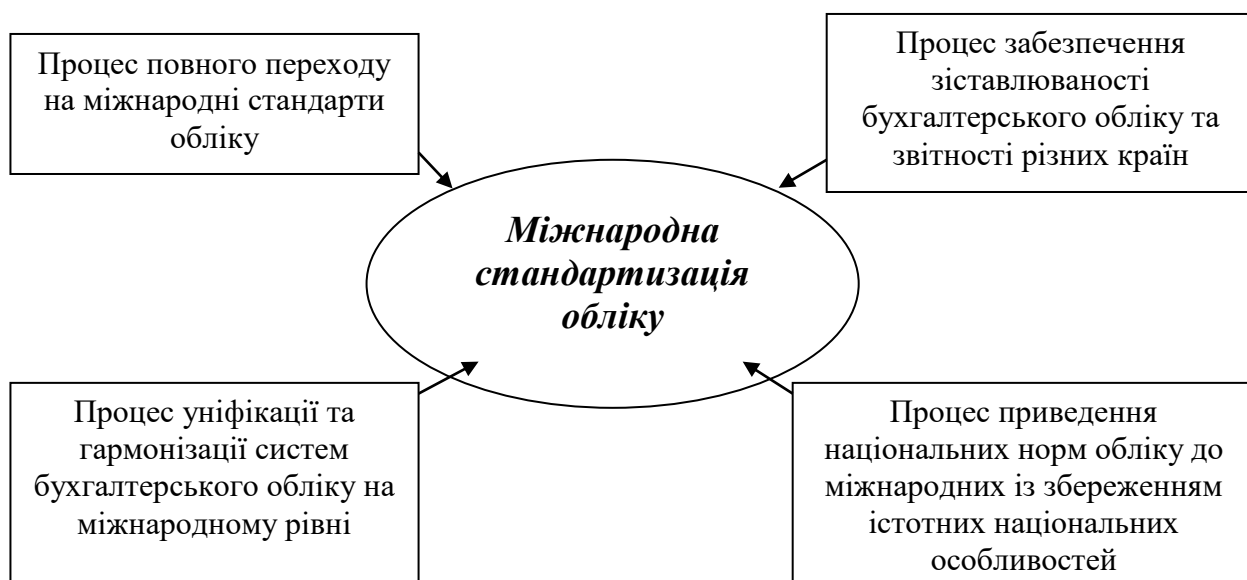 Процес повного переходу
на міжнародні стандарти
обліку
Процес забезпечення
зіставлюваності
бухгалтерського обліку та
звітності різних країн
Міжнародна
стандартизація
обліку
Процес уніфікації та
гармонізації систем
бухгалтерського обліку на
міжнародному рівні
Процес приведення
національних норм обліку до
міжнародних із збереженням
істотних національних
особливостей